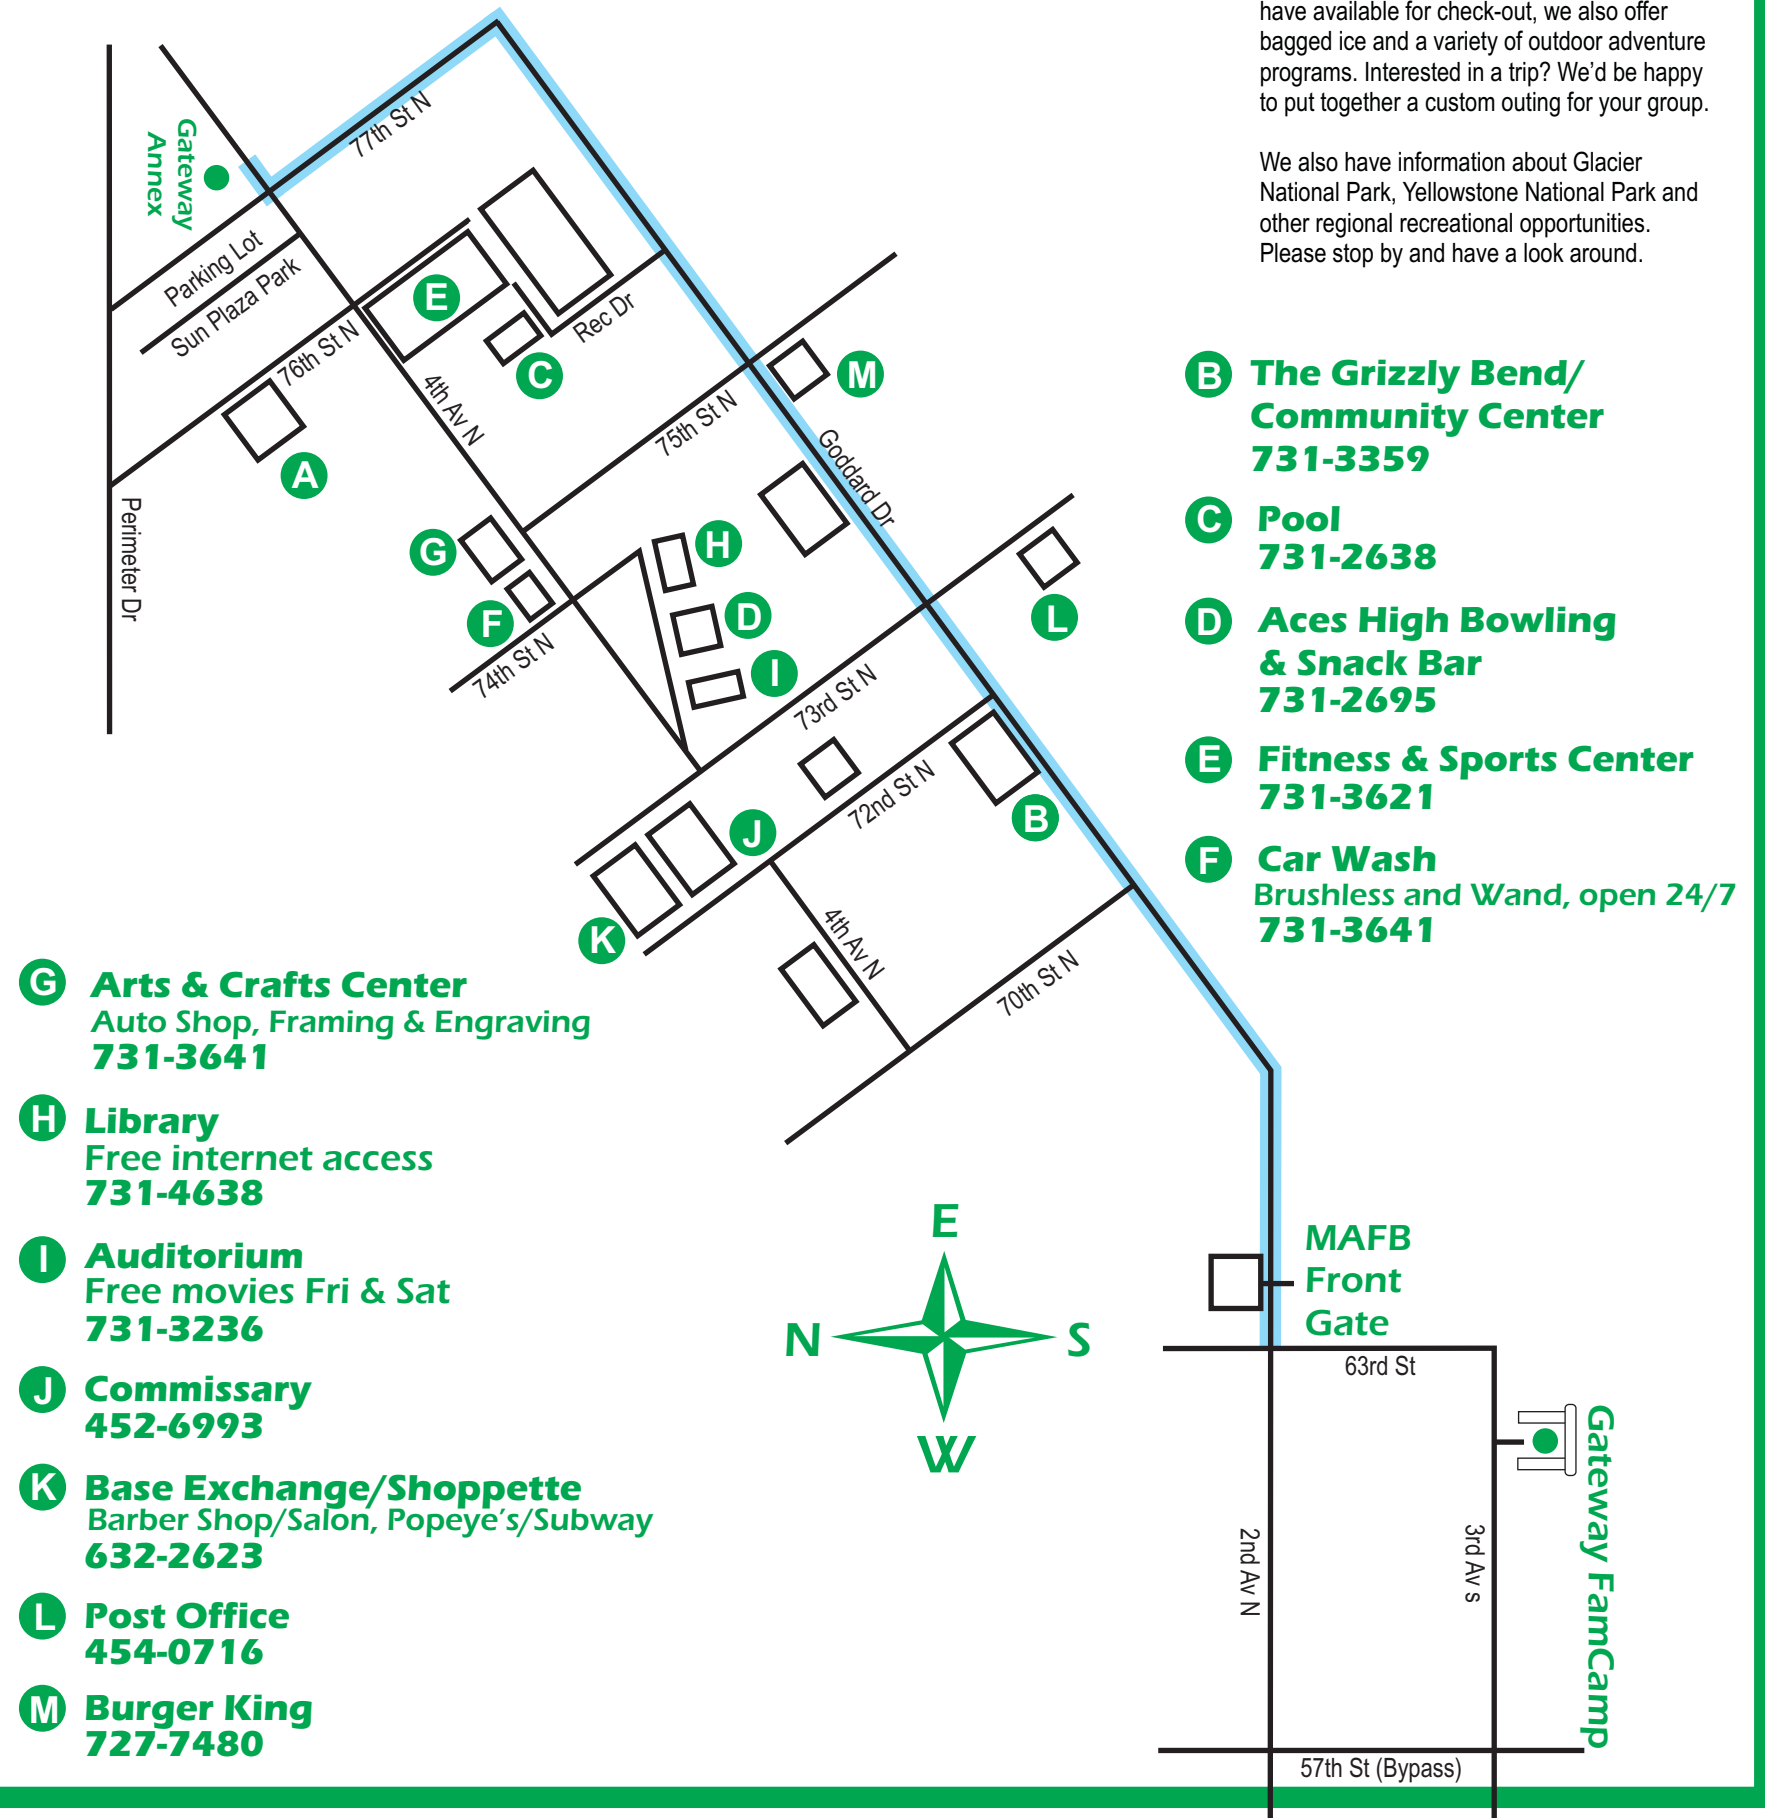 have available for check-out, we also offer
bagged ice and a variety of outdoor adventure
programs. Interested in a trip? We'd be happy
to put together a custom outing for your group.
We also have information about Glacier
National Park, Yellowstone National Park and
other regional recreational opportunities.
Please stop by and have a look around.
77th St N
Gateway
Annex
Parking Lot
Sun Plaza Park
76th St N
E
C
Rec Dr
M
A
4th Av N
75th St N
Goddard Dr
Perimeter Dr
G
F
H
D
I
L
74th St N
73rd St N
72nd St N
B
J
K
4th Av N
70th St N
B The Grizzly Bend/
Community Center
731-3359
C Pool
731-2638
D Aces High Bowling
& Snack Bar
731-2695
E Fitness & Sports Center
731-3621
F Car Wash
Brushless and Wand, open 24/7
731-3641
G Arts & Crafts Center
Auto Shop, Framing & Engraving
731-3641
H Library
Free internet access
731-4638
I Auditorium
Free movies Fri & Sat
731-3236
J Commissary
452-6993
K Base Exchange/Shoppette
Barber Shop/Salon, Popeye's/Subway
632-2623
L Post Office
454-0716
M Burger King
727-7480
E
N S
W
MAFB
Front
Gate
63rd St
Gateway FamCamp
2nd Av N
3rd Av s
57th St (Bypass)